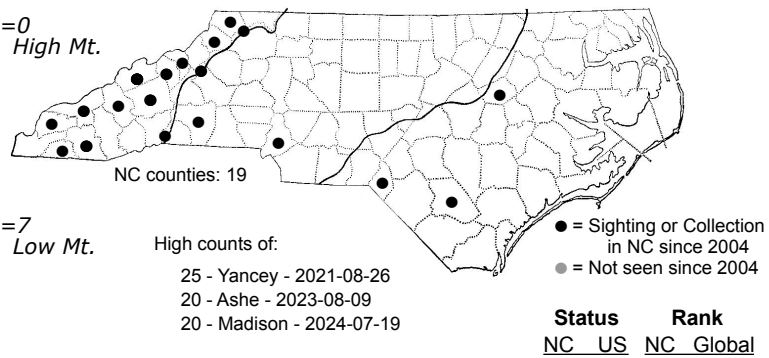 =0
High Mt.
NC counties: 19
=7
Low Mt.
High counts of:
25 - Yancey - 2021-08-26
20 - Ashe - 2023-08-09
20 - Madison - 2024-07-19
= Sighting or Collection
in NC since 2004
= Not seen since 2004
Status Rank
NC US NC Global